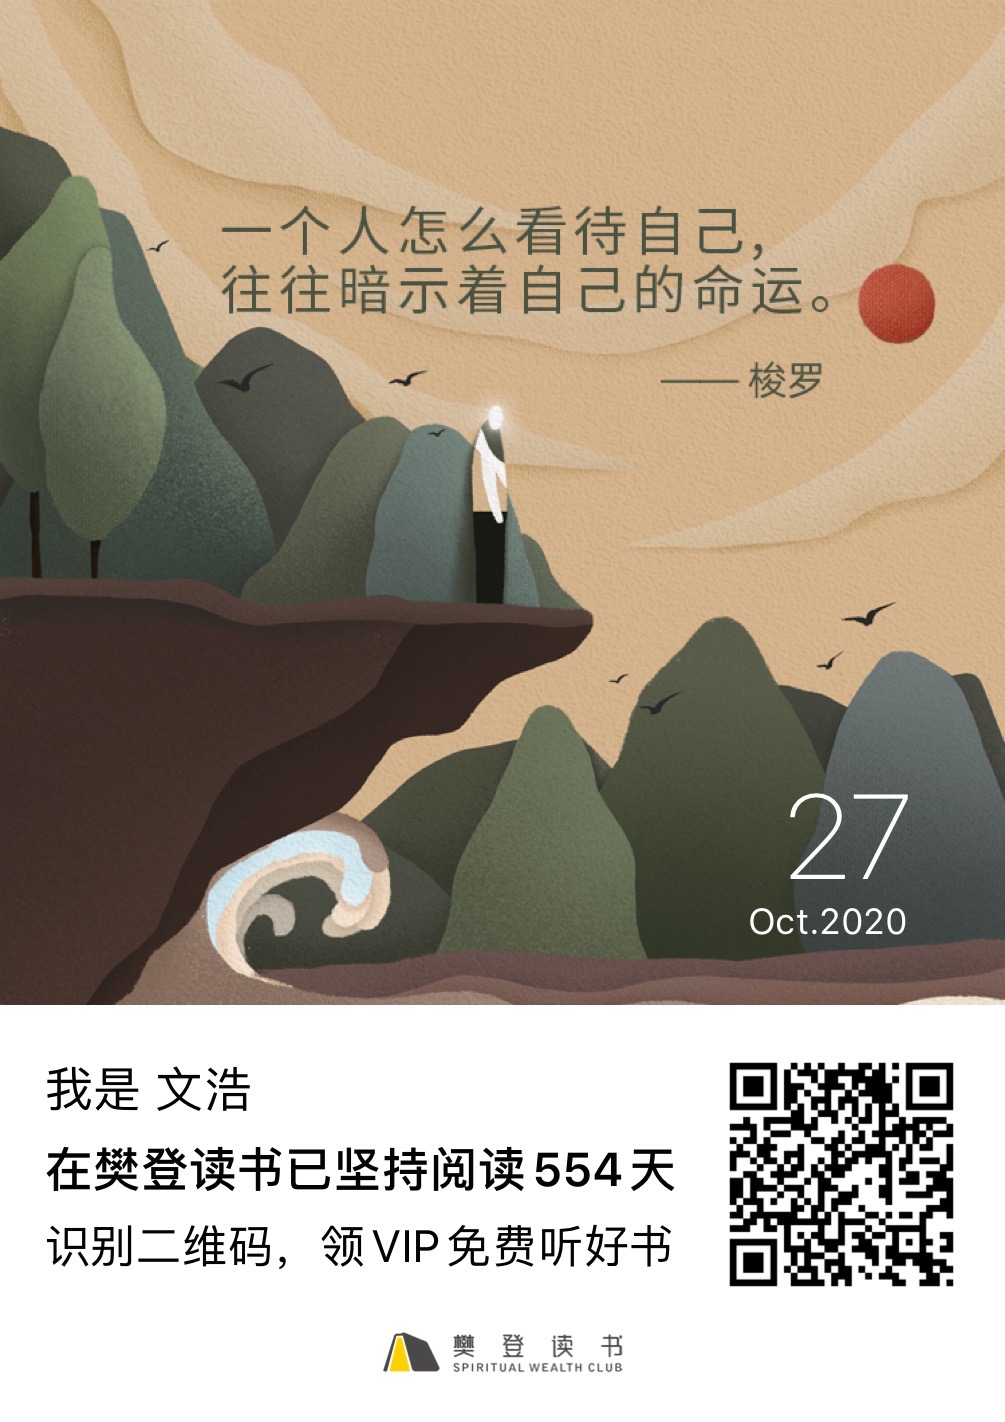 一个人怎么看待自己，
往往暗示着自己的命运。
—— 梭罗
27
Oct.2020
我是 文浩
在樊登读书已坚持阅读554天
识别二维码，领VIP免费听好书
樊登读书
SPIRITUAL WEALTH CLUB